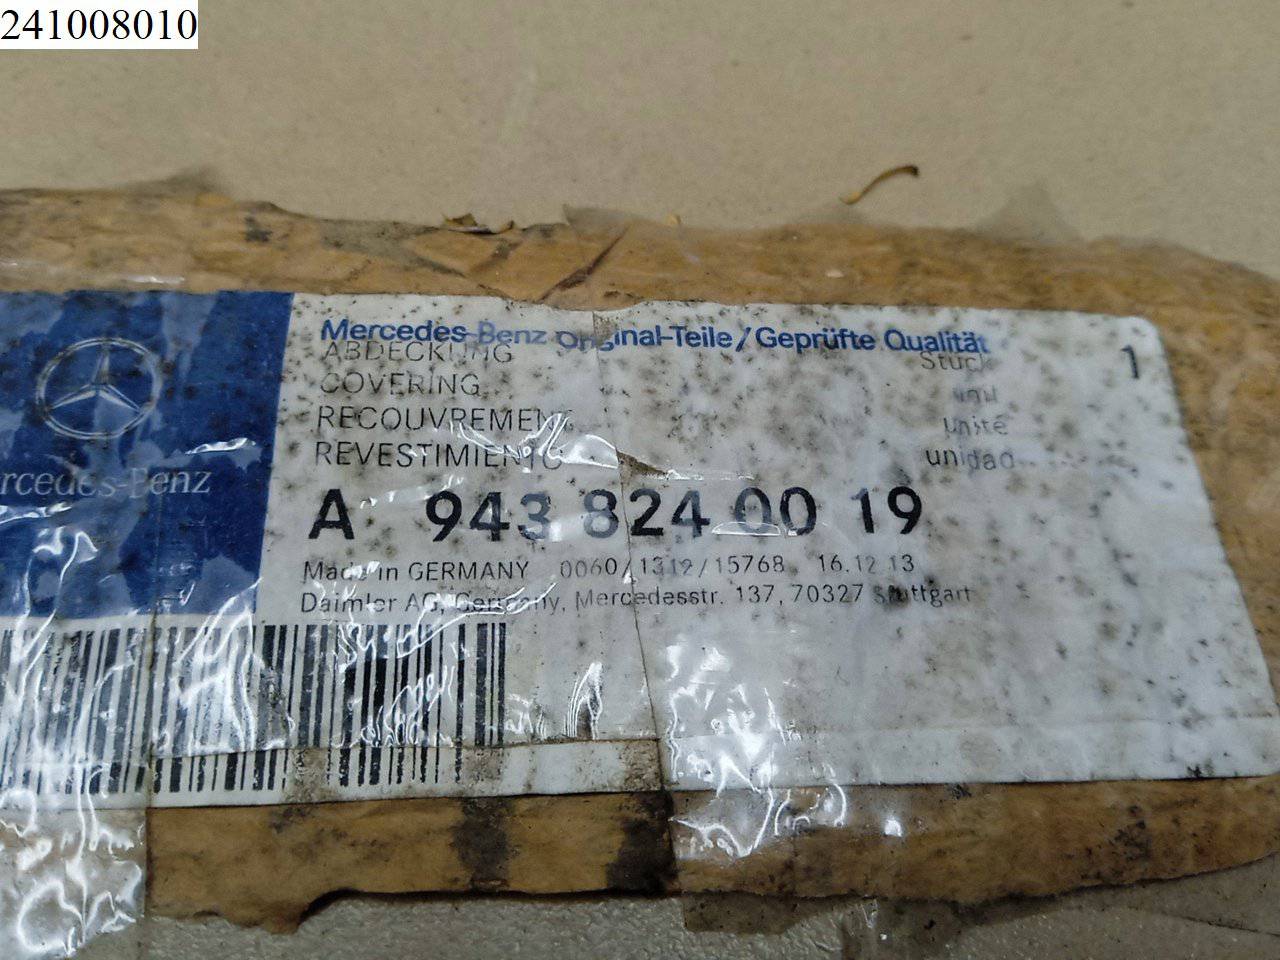 241008010
Mercedes-Benz Original-Teile/Geprüfte Qualität
ABDECKUNG Stück 1
COVERING unit
RECOUVREMENT unité
REVESTIMIENTO unidad
rcedes-Benz
A 943 824 00 19
Made in GERMANY 0060/1312/15768 16.12.13
Daimler AG, Germany, Mercedesstr. 137, 70327 Stuttgart